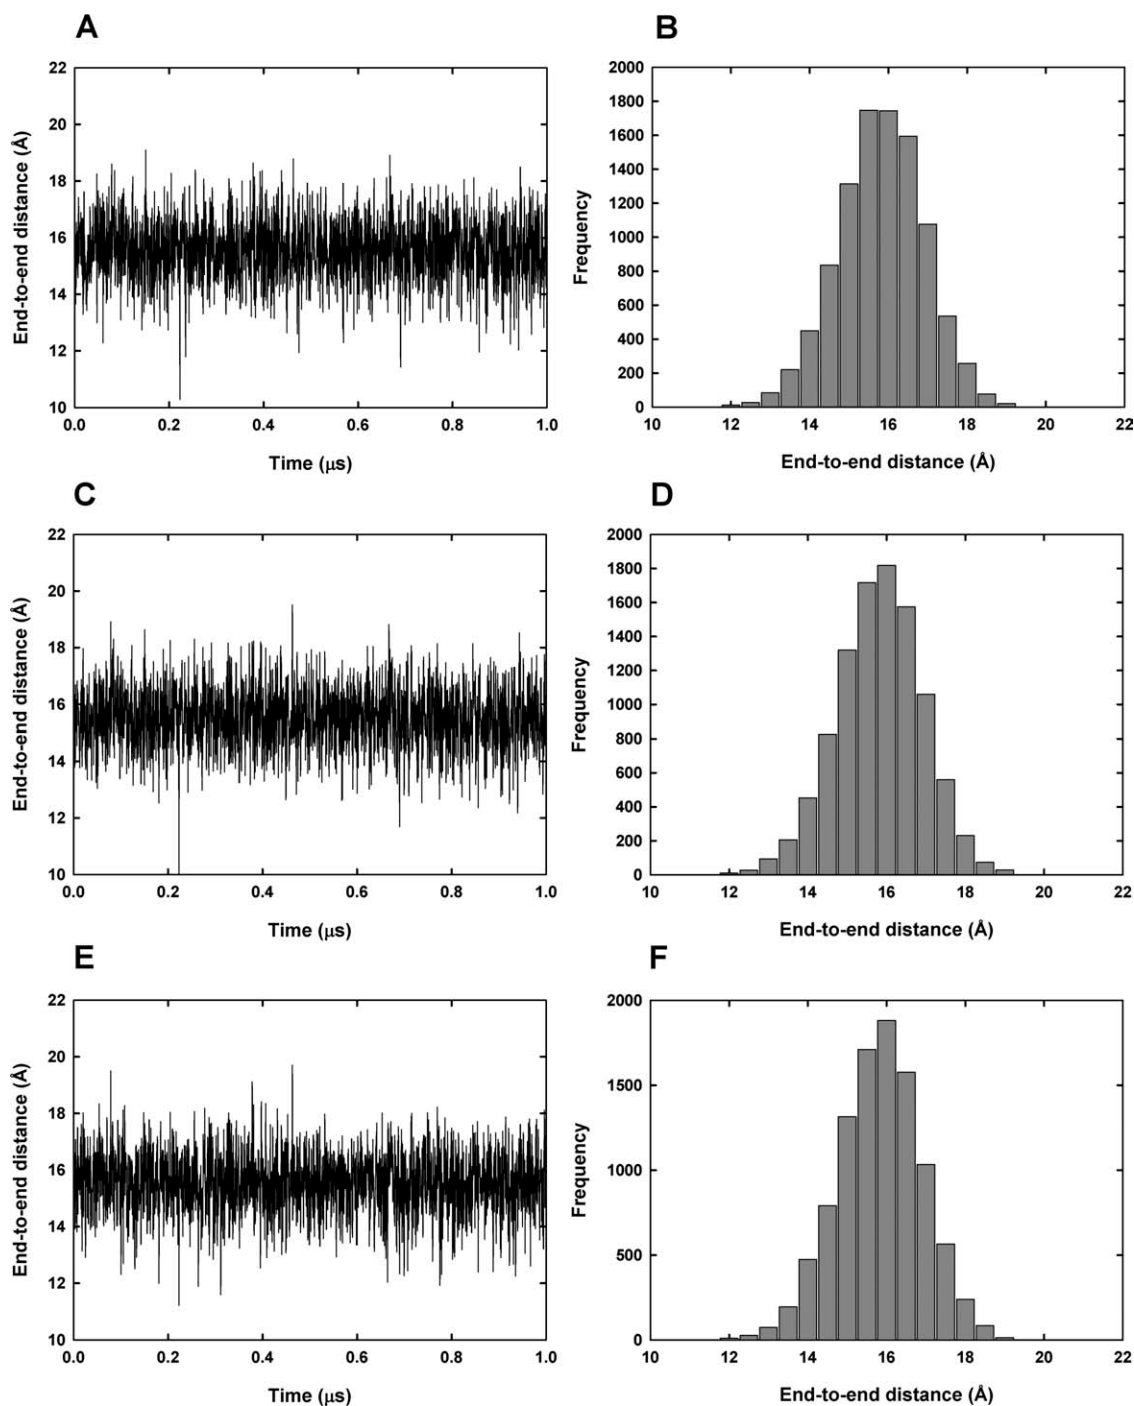 A
22
20
18
16
14
12
10
0.0 0.2 0.4 0.6 0.8 1.0
End-to-end distance (Å)
Time (μs)
B
2000
1800
1600
1400
1200
1000
800
600
400
200
0
10 12 14 16 18 20 22
Frequency
End-to-end distance (Å)
C
22
20
18
16
14
12
10
0.0 0.2 0.4 0.6 0.8 1.0
End-to-end distance (Å)
Time (μs)
D
2000
1800
1600
1400
1200
1000
800
600
400
200
0
10 12 14 16 18 20 22
Frequency
End-to-end distance (Å)
E
22
20
18
16
14
12
10
0.0 0.2 0.4 0.6 0.8 1.0
End-to-end distance (Å)
Time (μs)
F
2000
1500
1000
500
0
10 12 14 16 18 20 22
Frequency
End-to-end distance (Å)